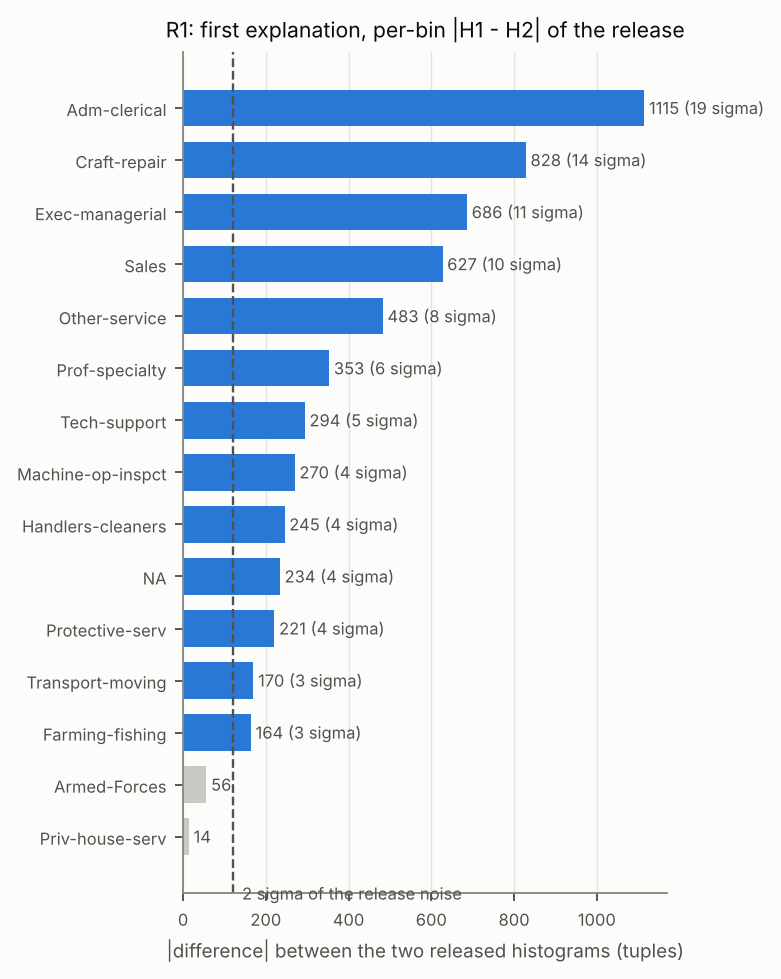 R1: first explanation, per-bin |H1 - H2| of the release
Adm-clerical 1115 (19 sigma)
Craft-repair 828 (14 sigma)
Exec-managerial 686 (11 sigma)
Sales 627 (10 sigma)
Other-service 483 (8 sigma)
Prof-specialty 353 (6 sigma)
Tech-support 294 (5 sigma)
Machine-op-inspct 270 (4 sigma)
Handlers-cleaners 245 (4 sigma)
NA 234 (4 sigma)
Protective-serv 221 (4 sigma)
Transport-moving 170 (3 sigma)
Farming-fishing 164 (3 sigma)
Armed-Forces 56
Priv-house-serv 14
2 sigma of the release noise
0 200 400 600 800 1000
|difference| between the two released histograms (tuples)